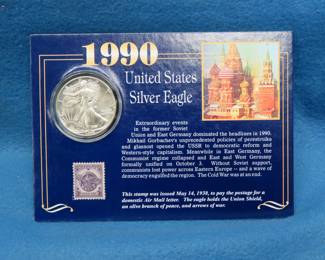 1990
United States
Silver Eagle
Extraordinary events
in the former Soviet
Union and East Germany dominated the headlines in 1990.
Mikhail Gorbachev's unprecedented policies of perestroika
and glasnost opened the USSR to democratic reform and
Western-style capitalism. Meanwhile in East Germany, the
Communist regime collapsed and East and West Germany
formally unified on October 3. Without Soviet support,
communists lost power across Eastern Europe -- and a wave
of democracy engulfed the region. The Cold War was at an end.
This stamp was issued May 14, 1938, to pay the postage for a
domestic Air Mail letter. The eagle holds the Union Shield,
an olive branch of peace, and arrows of war.